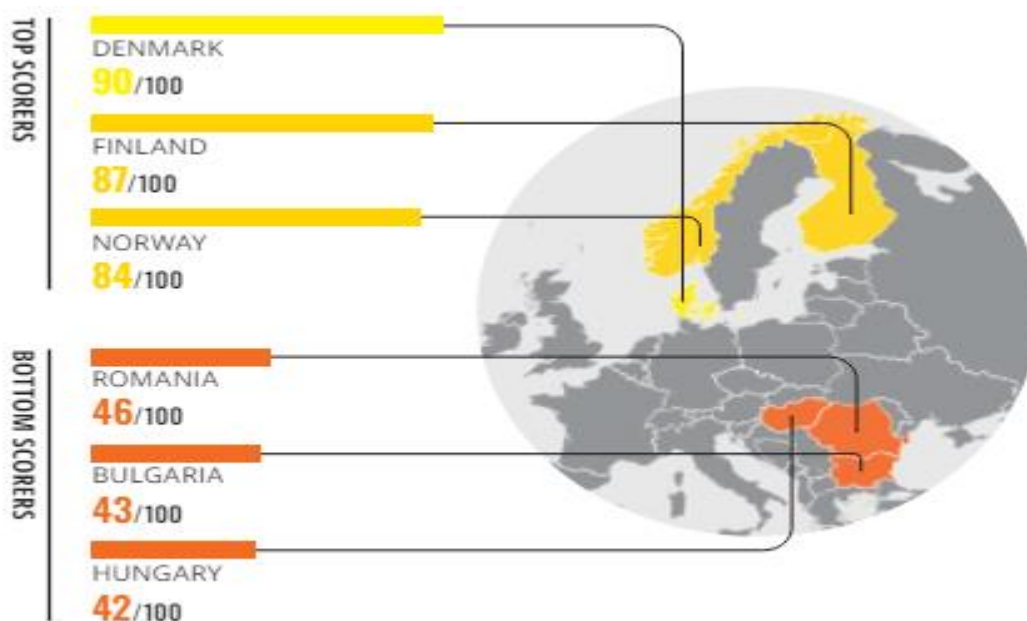 TOP SCORERS
DENMARK
90/100
FINLAND
87/100
NORWAY
84/100
BOTTOM SCORERS
ROMANIA
46/100
BULGARIA
43/100
HUNGARY
42/100